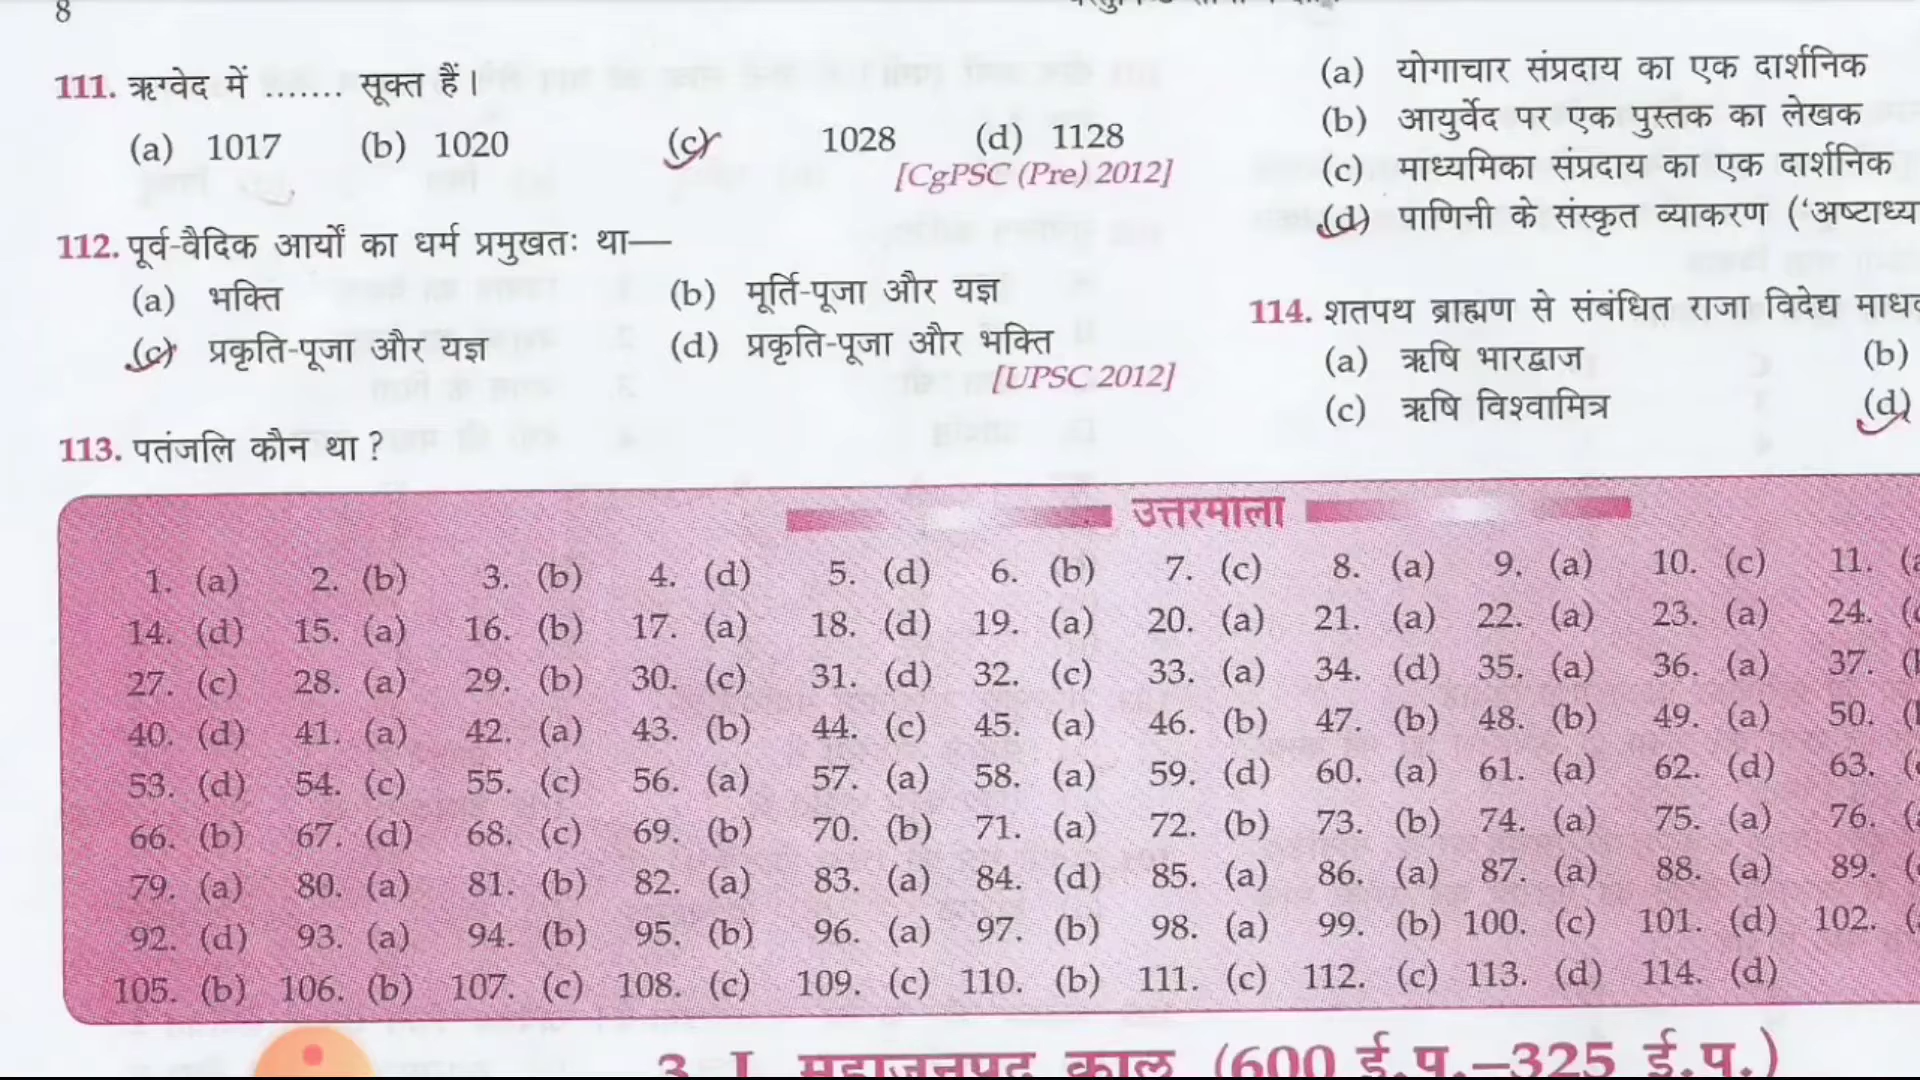 8
111. ऋग्वेद में ....... सूक्त हैं।
(a) 1017 (b) 1020 (c) 1028 (d) 1128
[CgPSC (Pre) 2012]
112. पूर्व-वैदिक आर्यों का धर्म प्रमुखतः था—
(a) भक्ति (b) मूर्ति-पूजा और यज्ञ
(c) प्रकृति-पूजा और यज्ञ (d) प्रकृति-पूजा और भक्ति
[UPSC 2012]
113. पतंजलि कौन था ?
(a) योगाचार संप्रदाय का एक दार्शनिक
(b) आयुर्वेद पर एक पुस्तक का लेखक
(c) माध्यमिका संप्रदाय का एक दार्शनिक
(d) पाणिनी के संस्कृत व्याकरण ('अष्टाध्य
114. शतपथ ब्राह्मण से संबंधित राजा विदेद्य
(a) ऋषि भारद्वाज (b)
(c) ऋषि विश्वामित्र (d)
उत्तरमाला
1. (a) 2. (b) 3. (b) 4. (d) 5. (d) 6. (b) 7. (c) 8. (a) 9. (a) 10. (c) 11.
14. (d) 15. (a) 16. (b) 17. (a) 18. (d) 19. (a) 20. (a) 21. (a) 22. (a) 23. (a) 24.
27. (c) 28. (a) 29. (b) 30. (c) 31. (d) 32. (c) 33. (a) 34. (d) 35. (a) 36. (a) 37.
40. (d) 41. (a) 42. (a) 43. (b) 44. (c) 45. (a) 46. (b) 47. (b) 48. (b) 49. (a) 50.
53. (d) 54. (c) 55. (c) 56. (a) 57. (a) 58. (a) 59. (d) 60. (a) 61. (a) 62. (d) 63.
66. (b) 67. (d) 68. (c) 69. (b) 70. (b) 71. (a) 72. (b) 73. (b) 74. (a) 75. (a) 76.
79. (a) 80. (a) 81. (b) 82. (a) 83. (a) 84. (d) 85. (a) 86. (a) 87. (a) 88. (a) 89.
92. (d) 93. (a) 94. (b) 95. (b) 96. (a) 97. (b) 98. (a) 99. (b) 100. (c) 101. (d) 102.
105. (b) 106. (b) 107. (c) 108. (c) 109. (c) 110. (b) 111. (c) 112. (c) 113. (d) 114. (d)
3. I. महाजनपद काल (600 ई.पू.—325 ई.पू.)